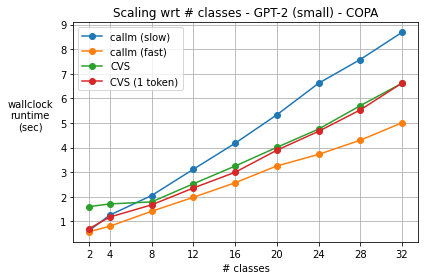 Scaling wrt # classes - GPT-2 (small) - COPA
callm (slow)
callm (fast)
CVS
CVS (1 token)
wallclock
runtime
(sec)
9
8
7
6
5
4
3
2
1
2 4 8 12 16 20 24 28 32
# classes